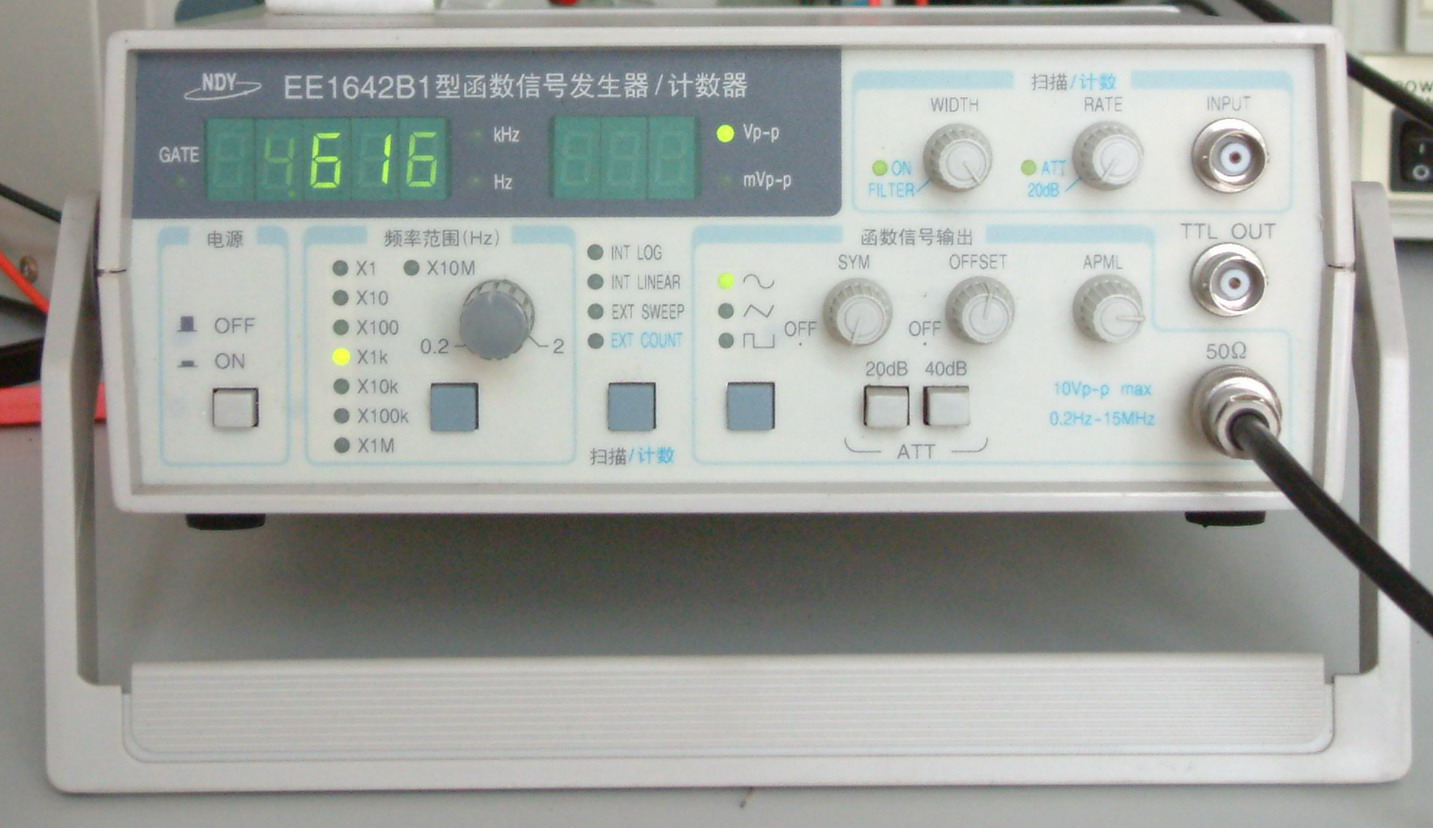 NDY EE1642B1型函数信号发生器/计数器
GATE
616
kHz
Hz
Vp-p
mVp-p
扫描/计数
WIDTH
RATE
INPUT
ON
FILTER
ATT
20dB
电源
OFF
ON
频率范围(Hz)
X1
X10M
X10
X100
X1k
X10k
X100k
X1M
0.2
2
INT LOG
INT LINEAR
EXT SWEEP
EXT COUNT
扫描/计数
函数信号输出
SYM
OFFSET
APML
OFF
OFF
20dB
40dB
ATT
TTL OUT
50Ω
10Vp-p max
0.2Hz-15MHz